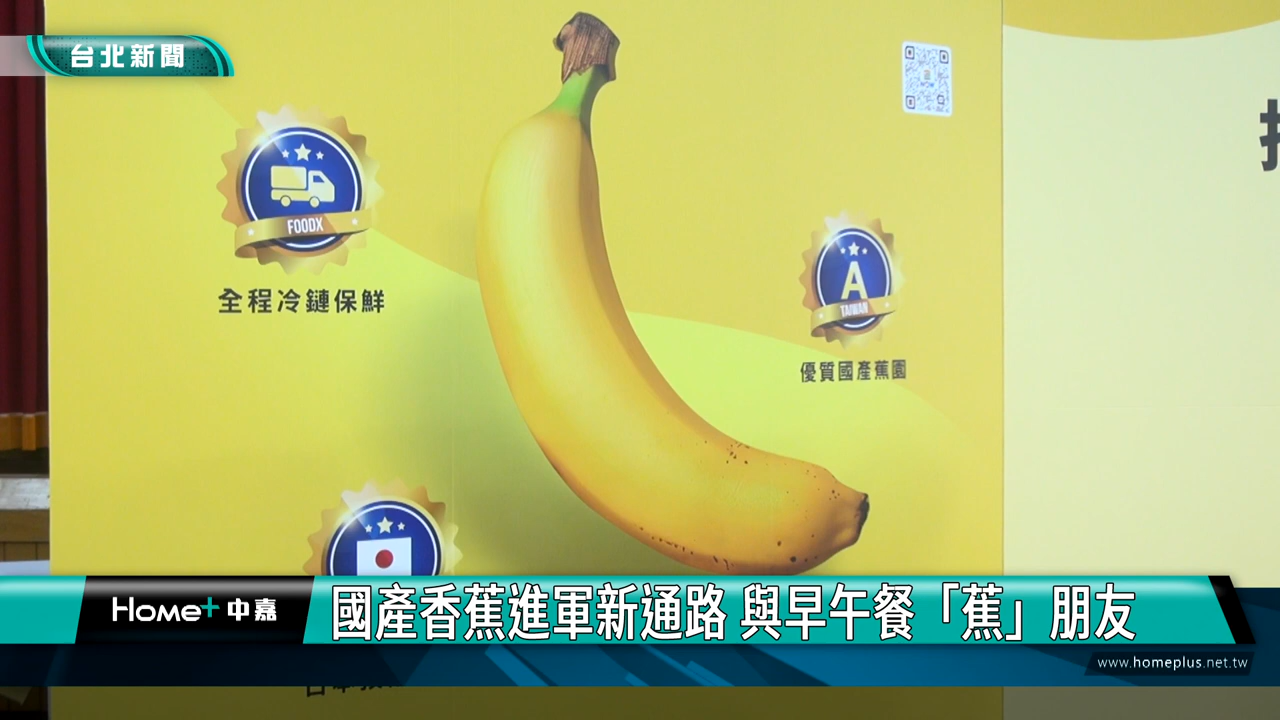 台北新聞
FOODX
全程冷鏈保鮮
A
TAIWAN
優質國產蕉園
Home+中嘉
國產香蕉進軍新通路 與早午餐「蕉」朋友
www.homeplus.net.tw